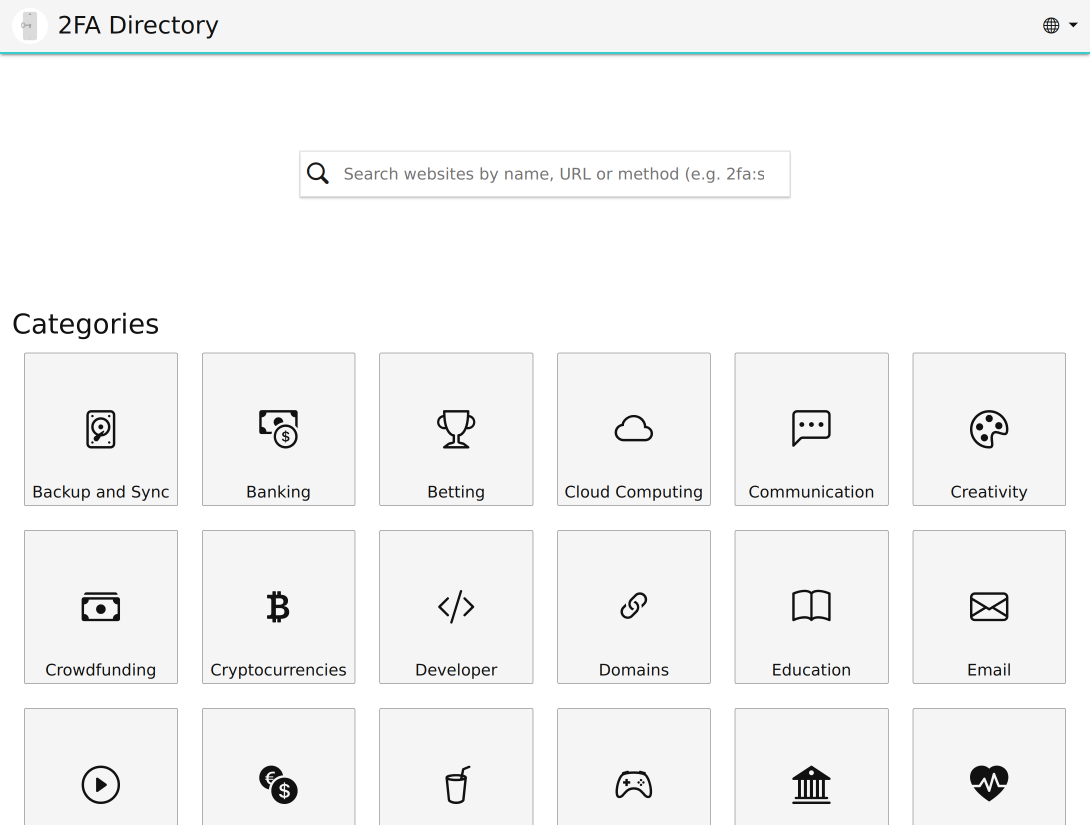 2FA Directory
Search websites by name, URL or method (e.g. 2fa:s
Categories
Backup and Sync
Banking
Betting
Cloud Computing
Communication
Creativity
Crowdfunding
Cryptocurrencies
Developer
Domains
Education
Email